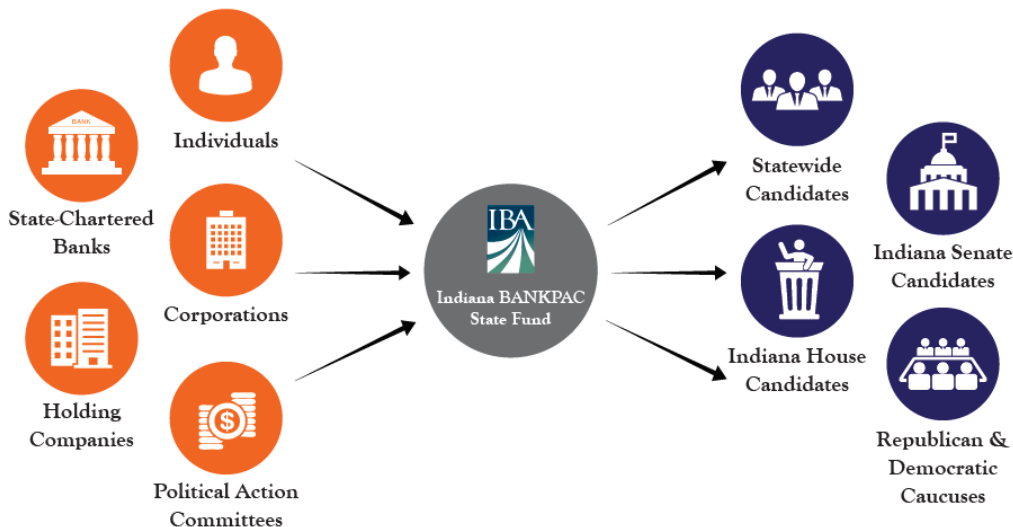 Individuals
BANK
State-Chartered
Banks
Corporations
Holding
Companies
$
Political Action
Committees
IBA
Indiana BANKPAC
State Fund
Statewide
Candidates
Indiana Senate
Candidates
Indiana House
Candidates
Republican &
Democratic
Caucuses